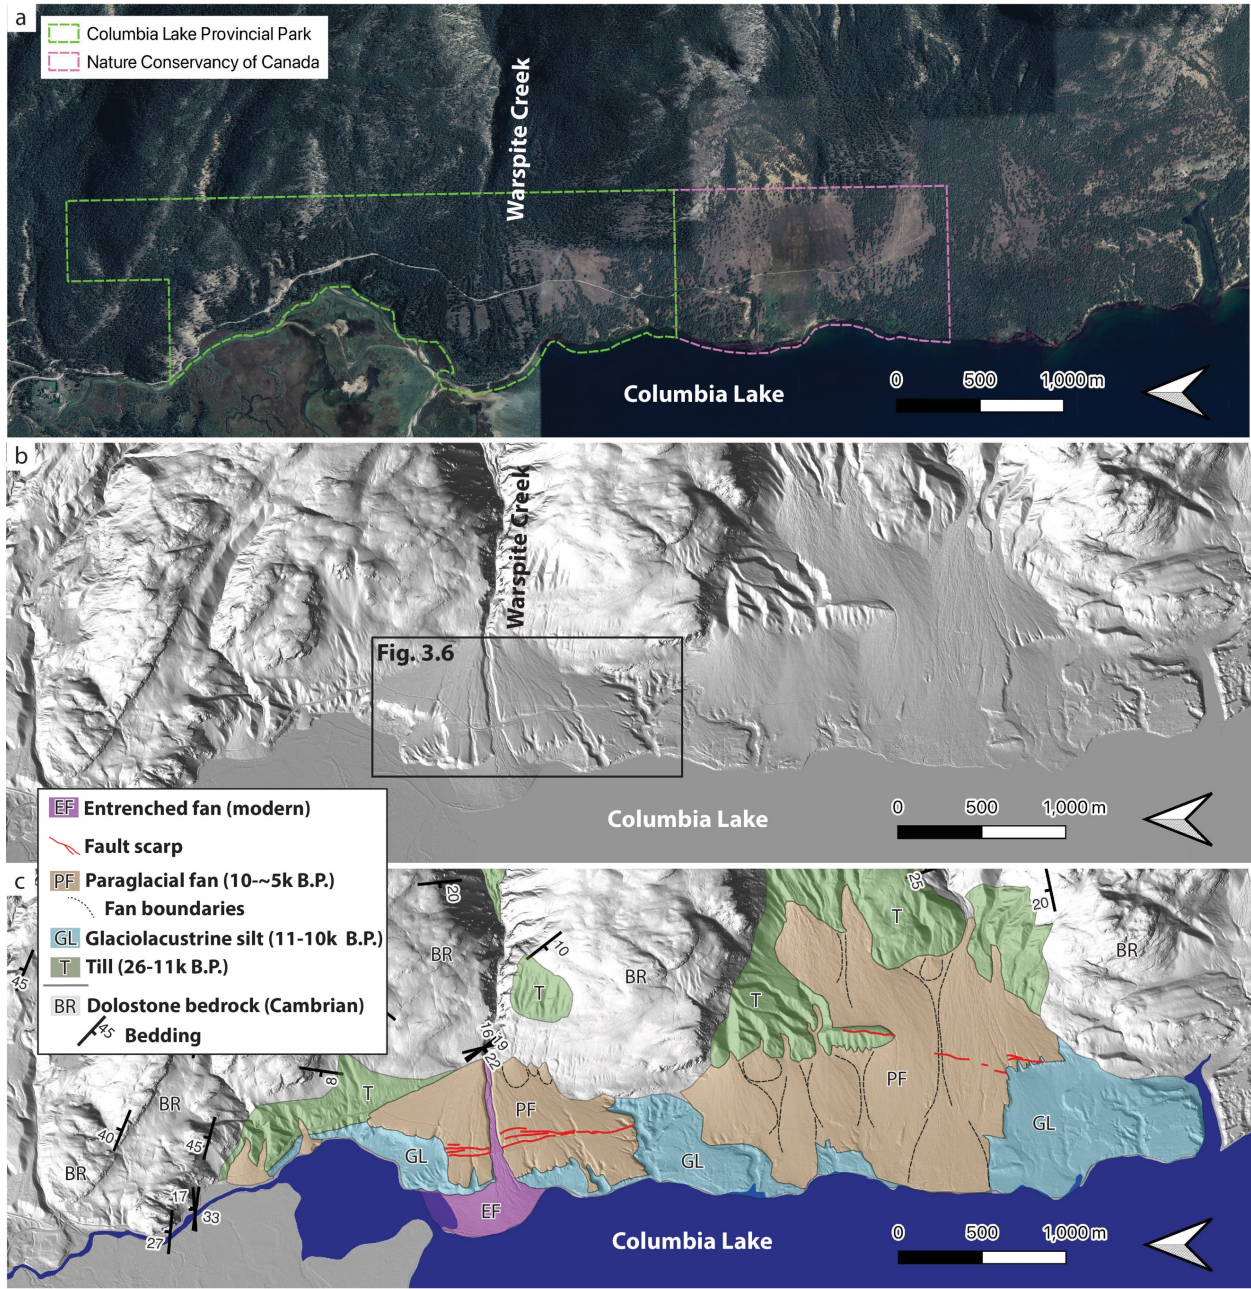 a
Columbia Lake Provincial Park
Nature Conservancy of Canada
Warspite Creek
Columbia Lake
0 500 1,000 m
b
Warspite Creek
Fig. 3.6
Columbia Lake
0 500 1,000 m
EF Entrenched fan (modern)
Fault scarp
c
PF Paraglacial fan (10-~5k B.P.)
Fan boundaries
GL Glaciolacustrine silt (11-10k B.P.)
T Till (26-11k B.P.)
BR Dolostone bedrock (Cambrian)
45 Bedding
20
25
20
BR
10
BR
T
T
BR
45
T
16
19
22
8
T
BR
PF
PF
40
45
GL
GL
GL
BR
17
33
27
EF
Columbia Lake
0 500 1,000 m